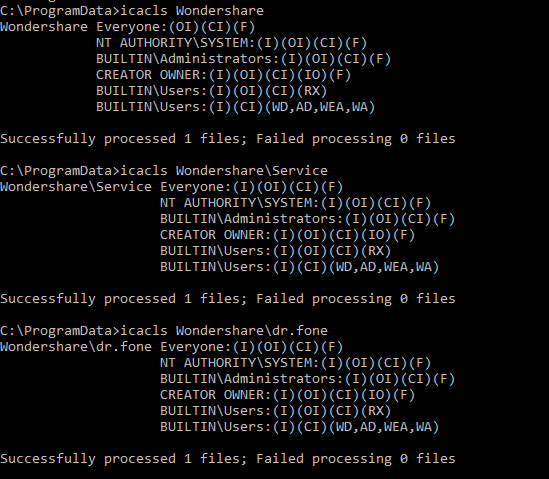 C:\ProgramData>icacls Wondershare
Wondershare Everyone:(OI)(CI)(F)
            NT AUTHORITY\SYSTEM:(I)(OI)(CI)(F)
            BUILTIN\Administrators:(I)(OI)(CI)(F)
            CREATOR OWNER:(I)(OI)(CI)(IO)(F)
            BUILTIN\Users:(I)(OI)(CI)(RX)
            BUILTIN\Users:(I)(CI)(WD,AD,WEA,WA)

Successfully processed 1 files; Failed processing 0 files

C:\ProgramData>icacls Wondershare\Service
Wondershare\Service Everyone:(I)(OI)(CI)(F)
                    NT AUTHORITY\SYSTEM:(I)(OI)(CI)(F)
                    BUILTIN\Administrators:(I)(OI)(CI)(F)
                    CREATOR OWNER:(I)(OI)(CI)(IO)(F)
                    BUILTIN\Users:(I)(OI)(CI)(RX)
                    BUILTIN\Users:(I)(CI)(WD,AD,WEA,WA)

Successfully processed 1 files; Failed processing 0 files

C:\ProgramData>icacls Wondershare\dr.fone
Wondershare\dr.fone Everyone:(I)(OI)(CI)(F)
                    NT AUTHORITY\SYSTEM:(I)(OI)(CI)(F)
                    BUILTIN\Administrators:(I)(OI)(CI)(F)
                    CREATOR OWNER:(I)(OI)(CI)(IO)(F)
                    BUILTIN\Users:(I)(OI)(CI)(RX)
                    BUILTIN\Users:(I)(CI)(WD,AD,WEA,WA)

Successfully processed 1 files; Failed processing 0 files